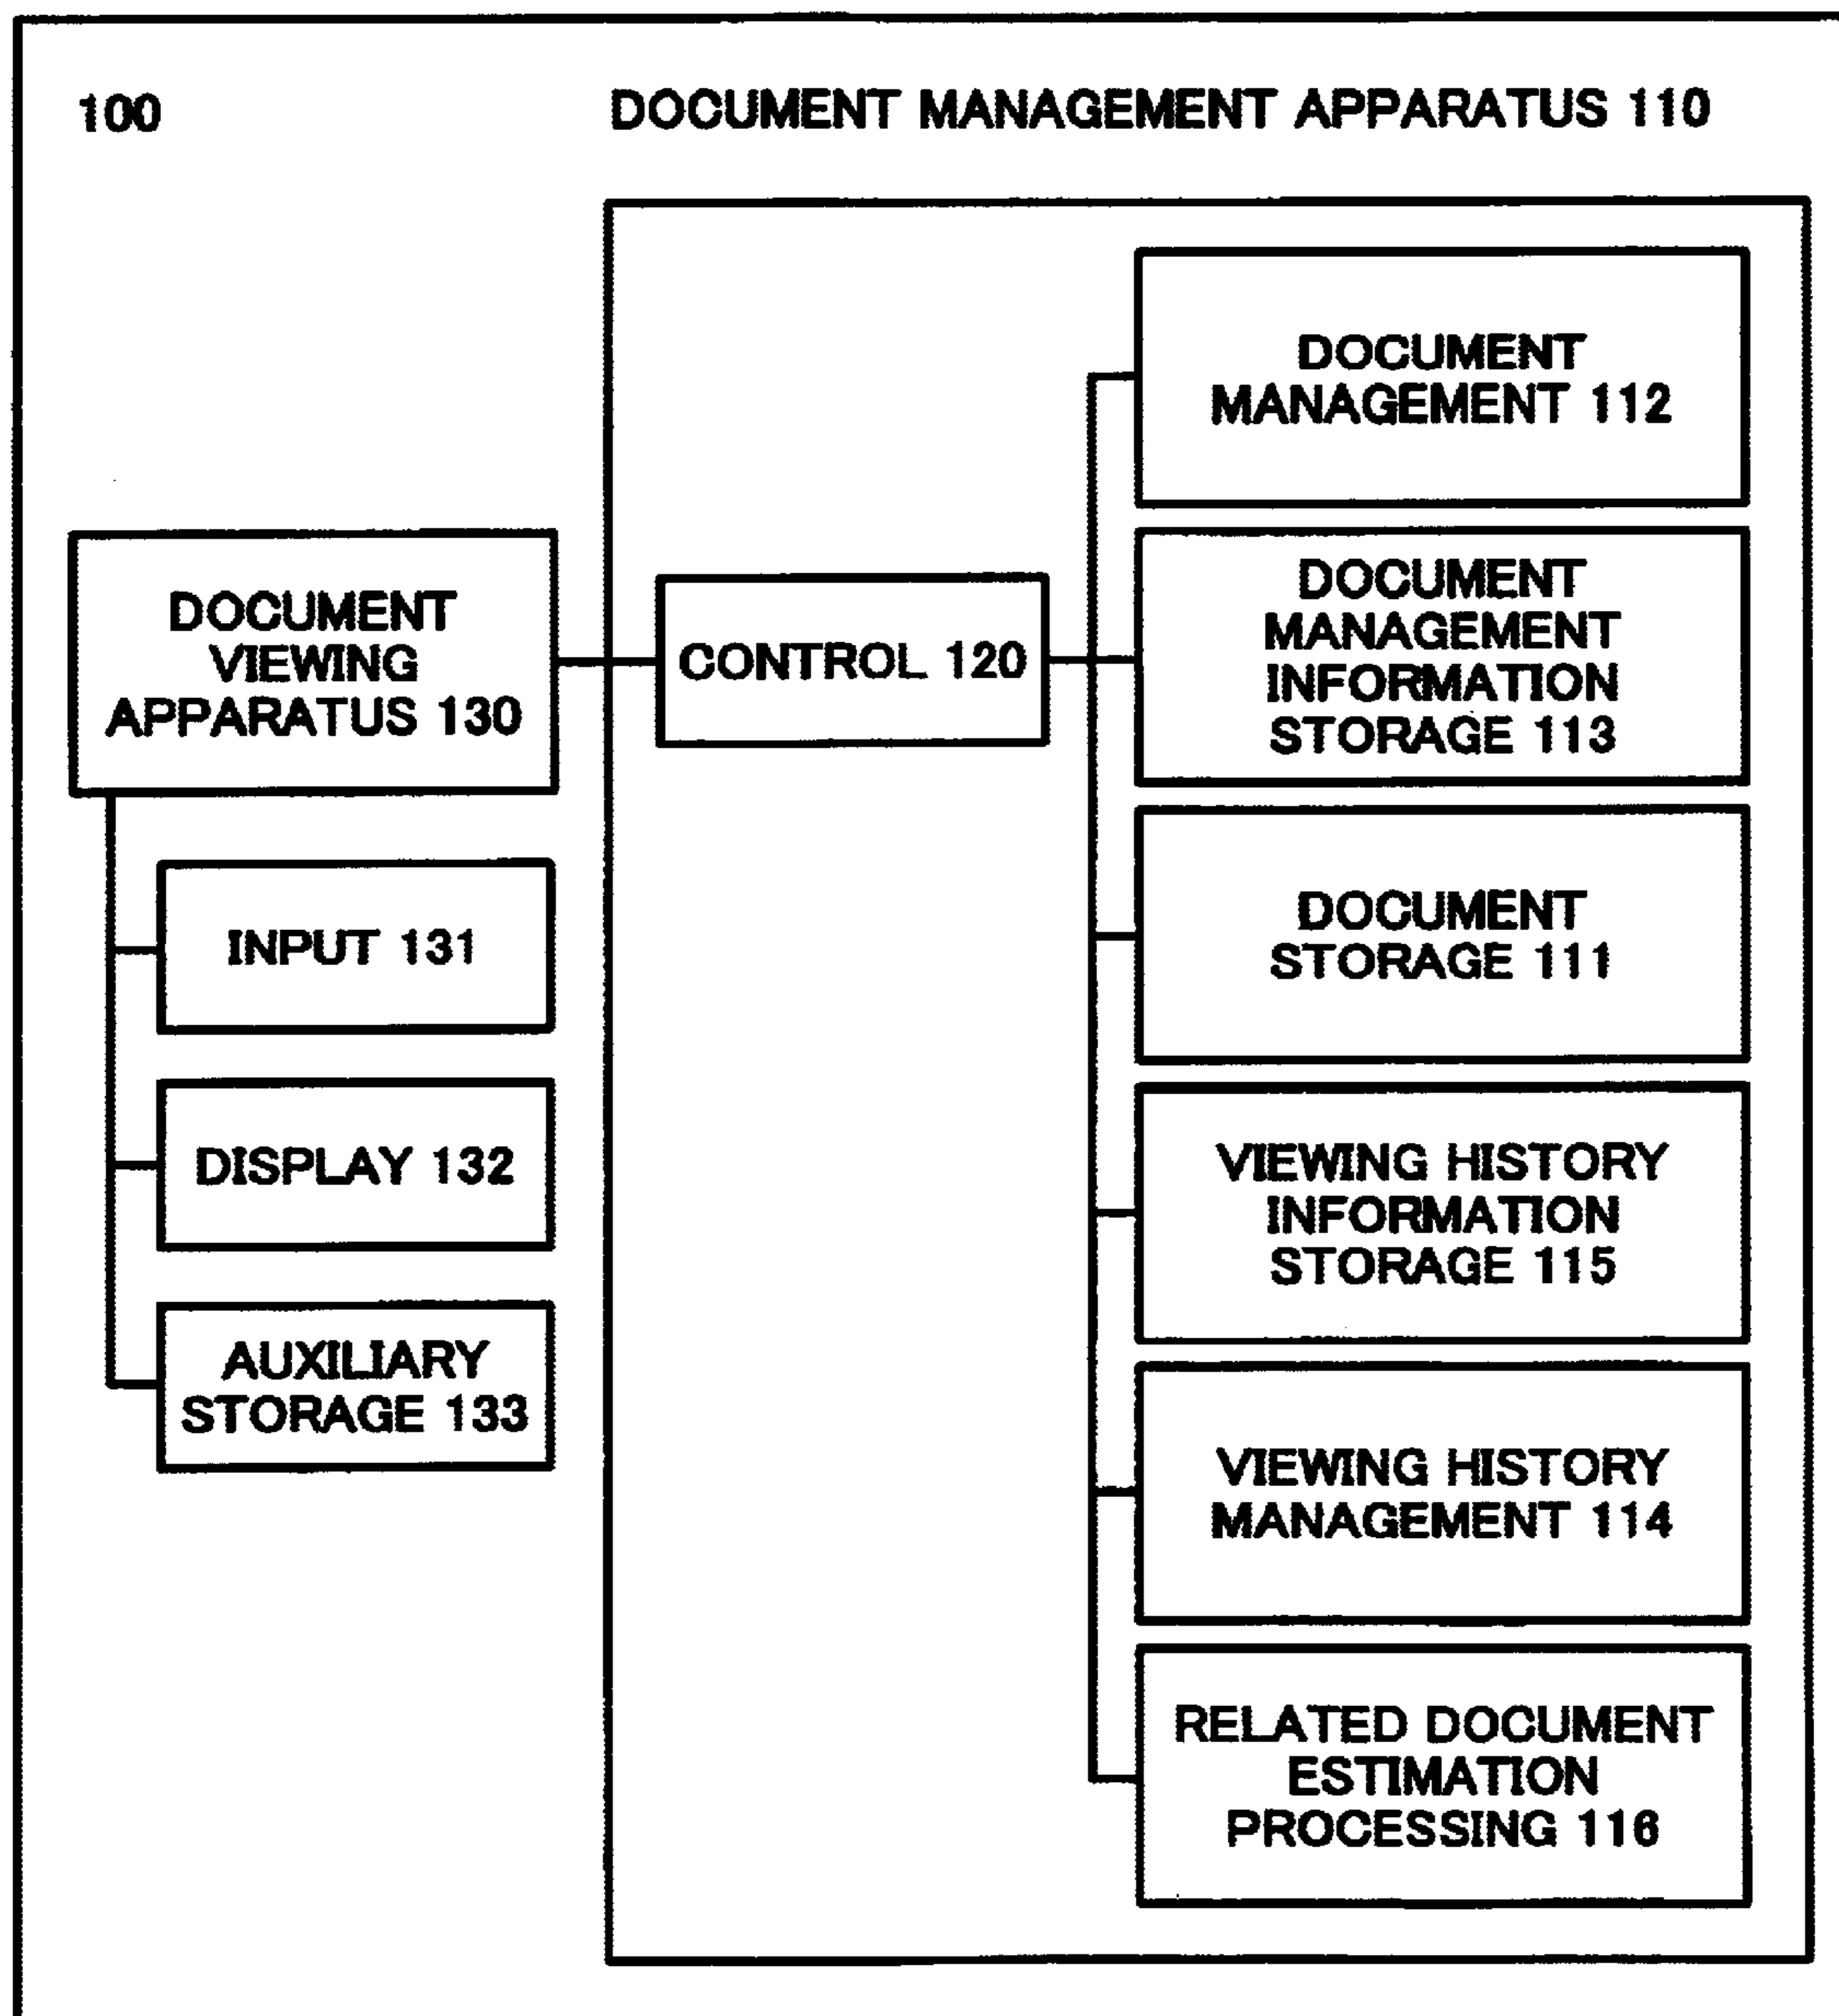 100
DOCUMENT MANAGEMENT APPARATUS 110
DOCUMENT
VIEWING
APPARATUS 130
INPUT 131
DISPLAY 132
AUXILIARY
STORAGE 133
CONTROL 120
DOCUMENT
MANAGEMENT 112
DOCUMENT
MANAGEMENT
INFORMATION
STORAGE 113
DOCUMENT
STORAGE 111
VIEWING HISTORY
INFORMATION
STORAGE 115
VIEWING HISTORY
MANAGEMENT 114
RELATED DOCUMENT
ESTIMATION
PROCESSING 116